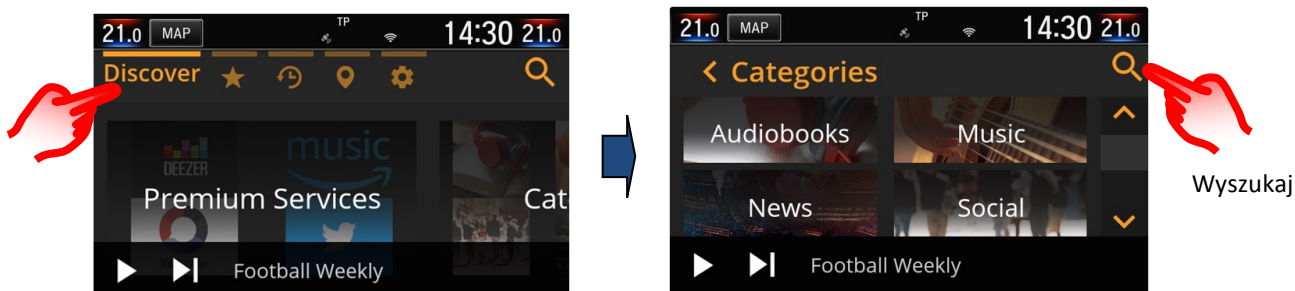 21.0 MAP TP 14:30 21.0
Discover
DEEZER music
Premium Services Cat
Football Weekly
21.0 MAP TP 14:30 21.0
Categories
Audiobooks Music
News Social
Football Weekly
Wyszukaj